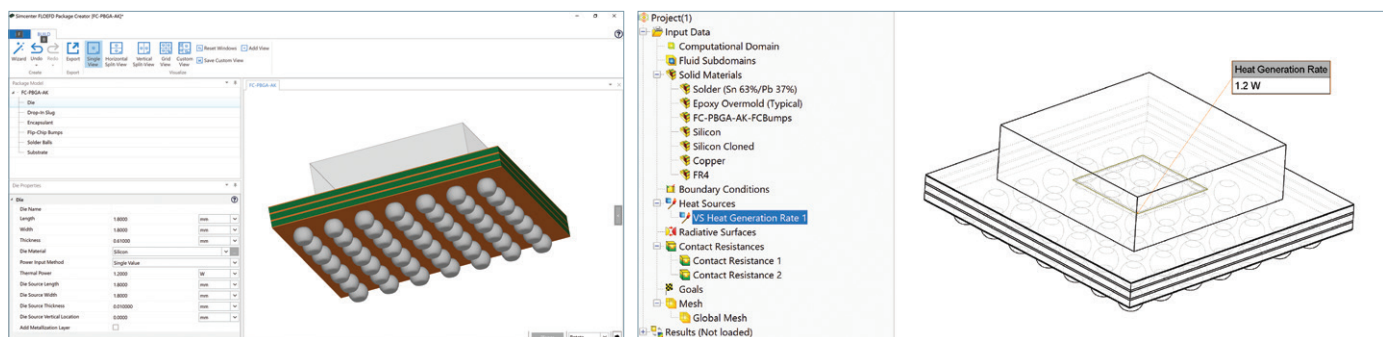 Simcenter FLOEFD Package Creator [FC-PBGA-AK]*
BUILD
Wizard Undo Redo Export Single View Horizontal Split-View Vertical Split-View Grid View Custom View
Reset Windows Add View
Save Custom View
Create Export Visualize
Package Model
FC-PBGA-AK
Die
Drop-In Slug
Encapsulant
Flip-Chip Bumps
Solder Balls
Substrate
Die Properties
Die
Die Name
Length 1.8000 mm
Width 1.8000 mm
Thickness 0.61000 mm
Die Material Silicon
Power Input Method Single Value
Thermal Power 1.2000 W
Die Source Length 1.8000 mm
Die Source Width 1.8000 mm
Die Source Thickness 0.010000 mm
Die Source Vertical Location 0.0000 mm
Add Metallization Layer
FC-PBGA-AK
Project(1)
Input Data
Computational Domain
Fluid Subdomains
Solid Materials
Solder (Sn 63%/Pb 37%)
Epoxy Overmold (Typical)
FC-PBGA-AK-FCBumps
Silicon
Silicon Cloned
Copper
FR4
Boundary Conditions
Heat Sources
VS Heat Generation Rate 1
Radiative Surfaces
Contact Resistances
Contact Resistance 1
Contact Resistance 2
Goals
Mesh
Global Mesh
Results (Not loaded)
Heat Generation Rate
1.2 W